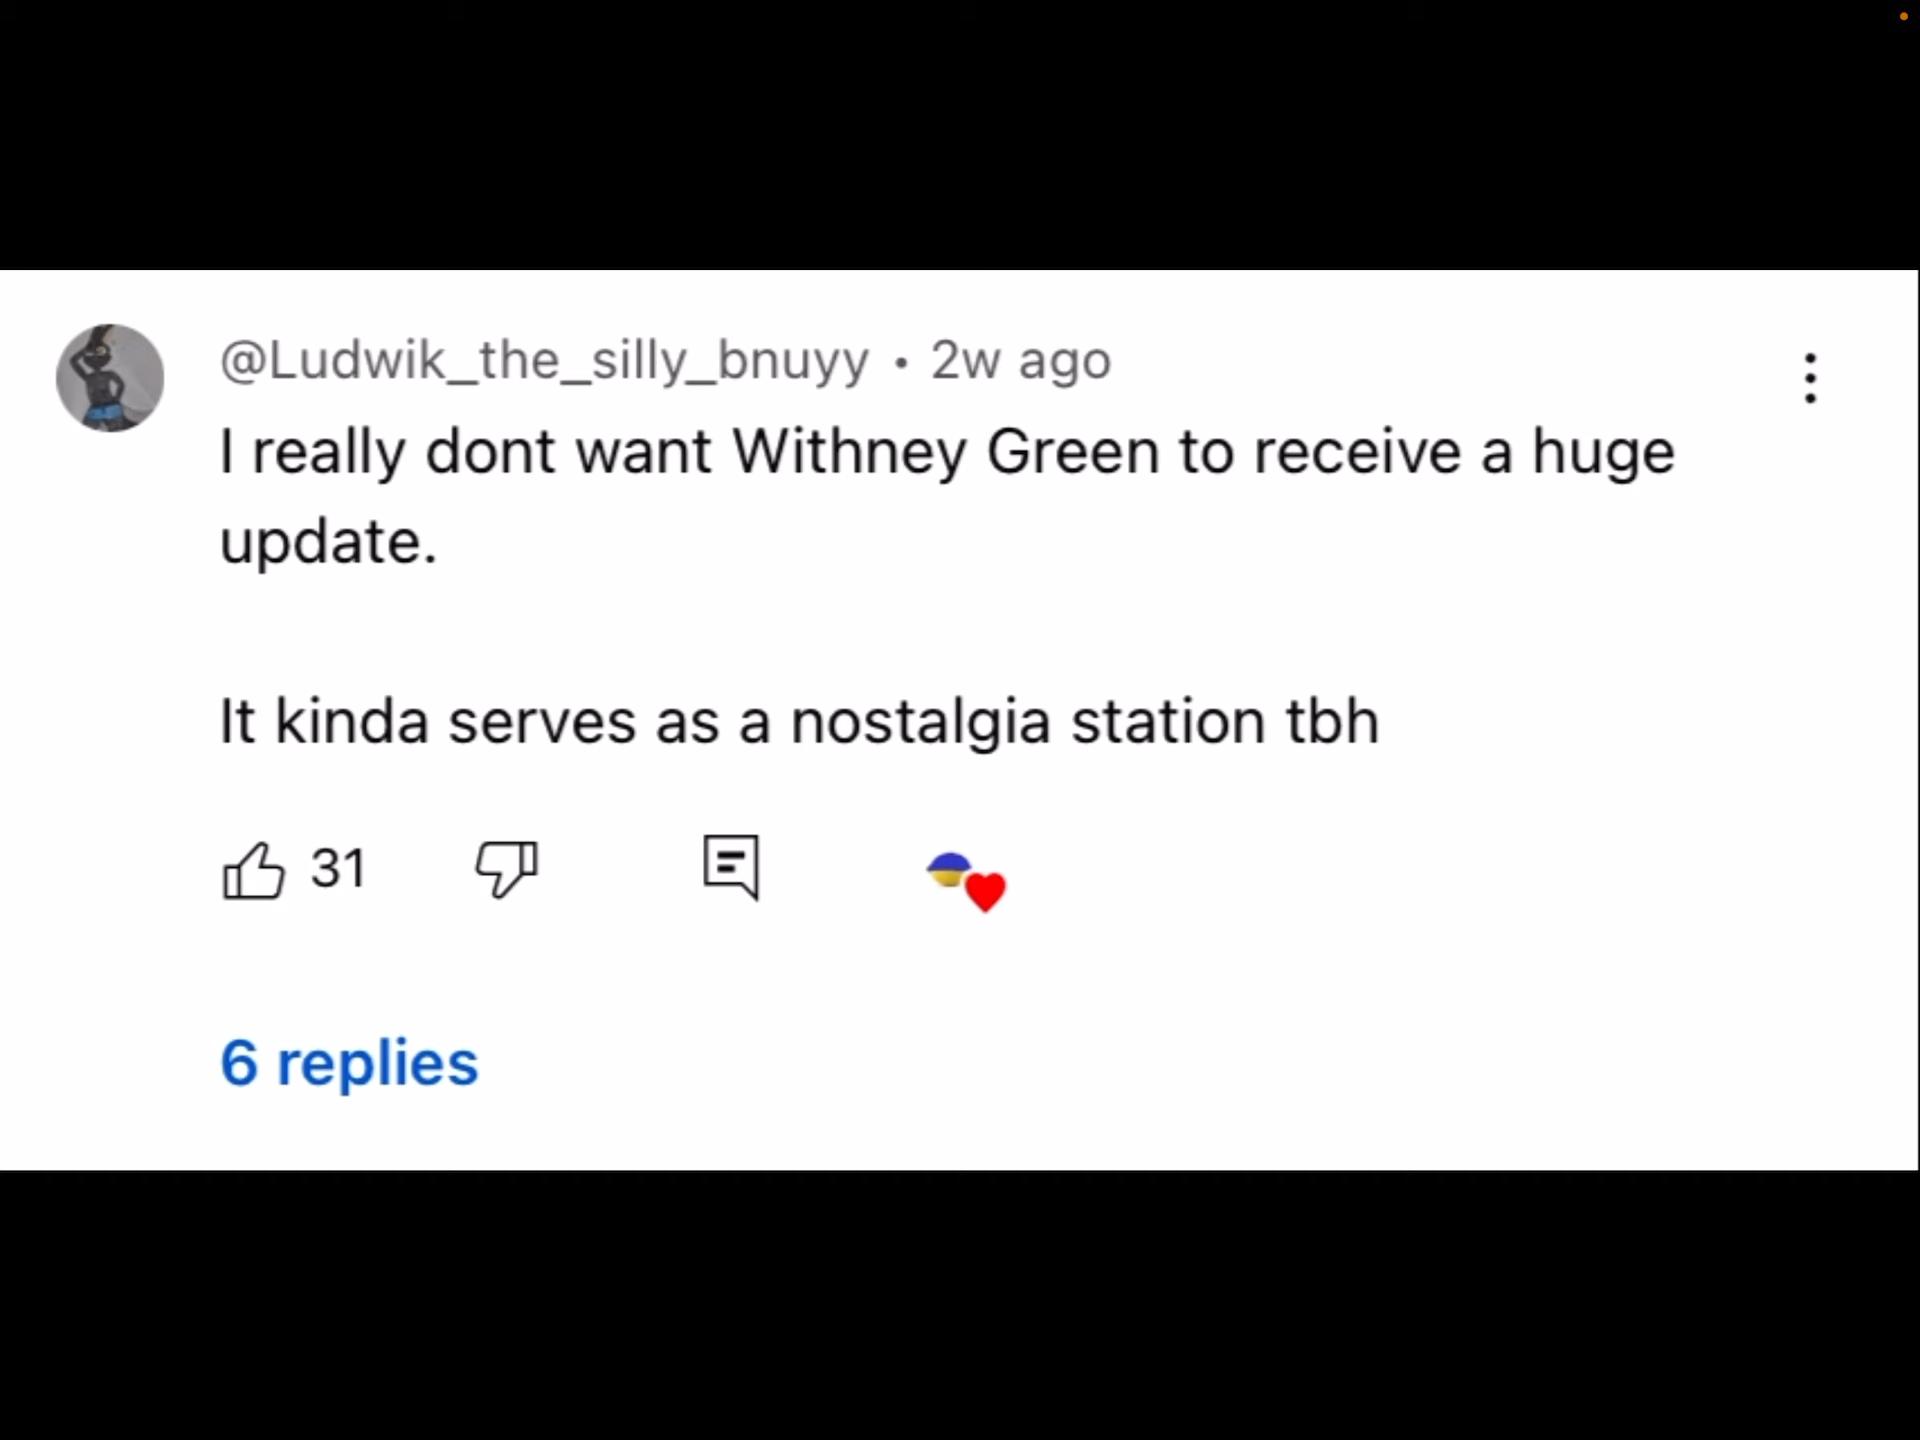 @Ludwik_the_silly_bnuyy • 2w ago
I really dont want Withney Green to receive a huge
update.
It kinda serves as a nostalgia station tbh
31
6 replies